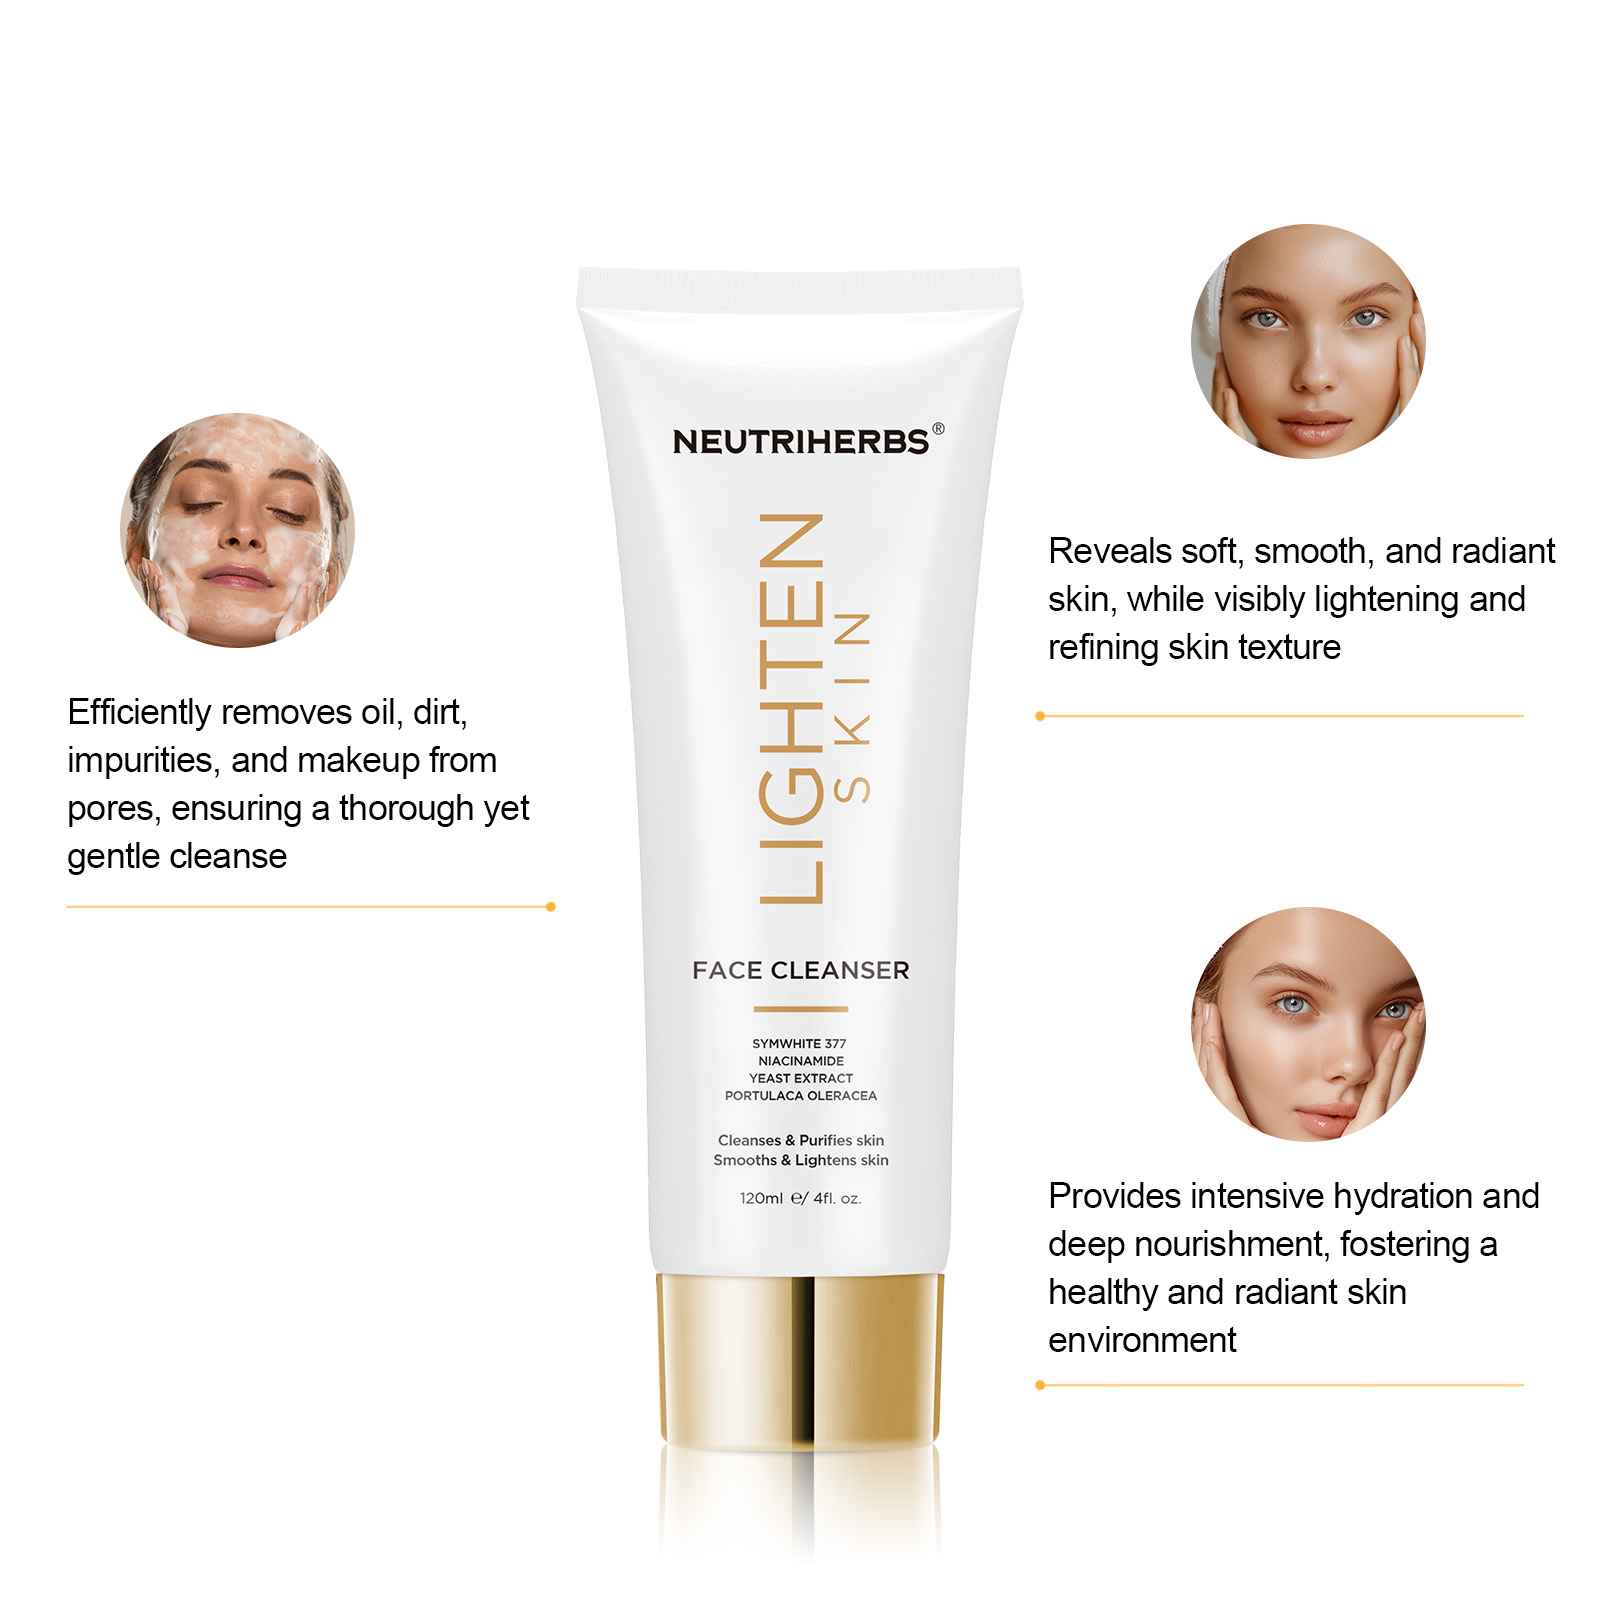 NEUTRIHERBS®
LIGHTEN
SKIN
FACE CLEANSER
SYMWHITE 377
NIACINAMIDE
YEAST EXTRACT
PORTULACA OLERACEA
Cleanses & Purifies skin
Smooths & Lightens skin
120ml ℮/ 4fl. oz.
Efficiently removes oil, dirt,
impurities, and makeup from
pores, ensuring a thorough yet
gentle cleanse
Reveals soft, smooth, and radiant
skin, while visibly lightening and
refining skin texture
Provides intensive hydration and
deep nourishment, fostering a
healthy and radiant skin
environment